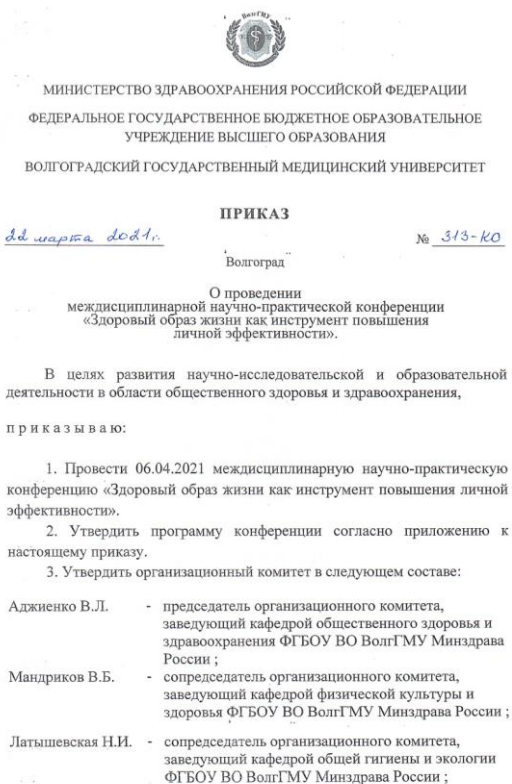 ВолгГМУ
МИНИСТЕРСТВО ЗДРАВООХРАНЕНИЯ РОССИЙСКОЙ ФЕДЕРАЦИИ
ФЕДЕРАЛЬНОЕ ГОСУДАРСТВЕННОЕ БЮДЖЕТНОЕ ОБРАЗОВАТЕЛЬНОЕ
УЧРЕЖДЕНИЕ ВЫСШЕГО ОБРАЗОВАНИЯ
ВОЛГОГРАДСКИЙ ГОСУДАРСТВЕННЫЙ МЕДИЦИНСКИЙ УНИВЕРСИТЕТ
ПРИКАЗ
22 марта 2021г. № 313-КО
Волгоград
О проведении
междисциплинарной научно-практической конференции
«Здоровый образ жизни как инструмент повышения
личной эффективности».
В целях развития научно-исследовательской и образовательной
деятельности в области общественного здоровья и здравоохранения,
п р и к а з ы в а ю:
1. Провести 06.04.2021 междисциплинарную научно-практическую
конференцию «Здоровый образ жизни как инструмент повышения личной
эффективности».
2. Утвердить программу конференции согласно приложению к
настоящему приказу.
3. Утвердить организационный комитет в следующем составе:
Аджиенко В.Л. - председатель организационного комитета,
заведующий кафедрой общественного здоровья и
здравоохранения ФГБОУ ВО ВолгГМУ Минздрава
России ;
Мандриков В.Б. - сопредседатель организационного комитета,
заведующий кафедрой физической культуры и
здоровья ФГБОУ ВО ВолгГМУ Минздрава России ;
Латышевская Н.И. - сопредседатель организационного комитета,
заведующий кафедрой общей гигиены и экологии
ФГБОУ ВО ВолгГМУ Минздрава России ;